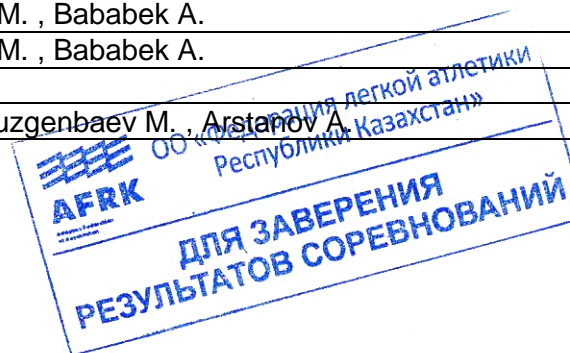 M. , Bababek A.
M. , Bababek A.
uzgenbaev M. , Arstanov A.
ОО «Федерация легкой атлетики
Республики Казахстан»
AFRK
ДЛЯ ЗАВЕРЕНИЯ
РЕЗУЛЬТАТОВ СОРЕВНОВАНИЙ